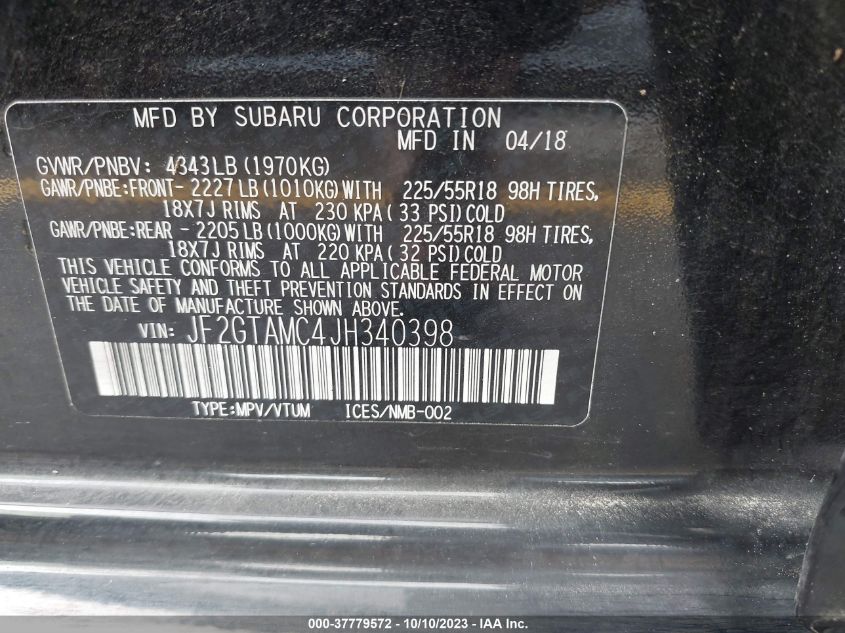 MFD BY SUBARU CORPORATION
MFD IN 04/18
GVWR/PNBV: 4343LB (1970KG)
GAWR/PNBE:FRONT- 2227 LB (1010KG) WITH 225/55R18 98H TIRES,
18X7J RIMS AT 230 KPA ( 33 PSI) COLD
GAWR/PNBE:REAR - 2205 LB (1000KG) WITH 225/55R18 98H TIRES,
18X7J RIMS AT 220 KPA ( 32 PSI) COLD
THIS VEHICLE CONFORMS TO ALL APPLICABLE FEDERAL MOTOR
VEHICLE SAFETY AND THEFT PREVENTION STANDARDS IN EFFECT ON
THE DATE OF MANUFACTURE SHOWN ABOVE.
VIN: JF2GTAMC4JH340398
TYPE:MPV/VTUM ICES/NMB-002
000-37779572 - 10/10/2023 - IAA Inc.